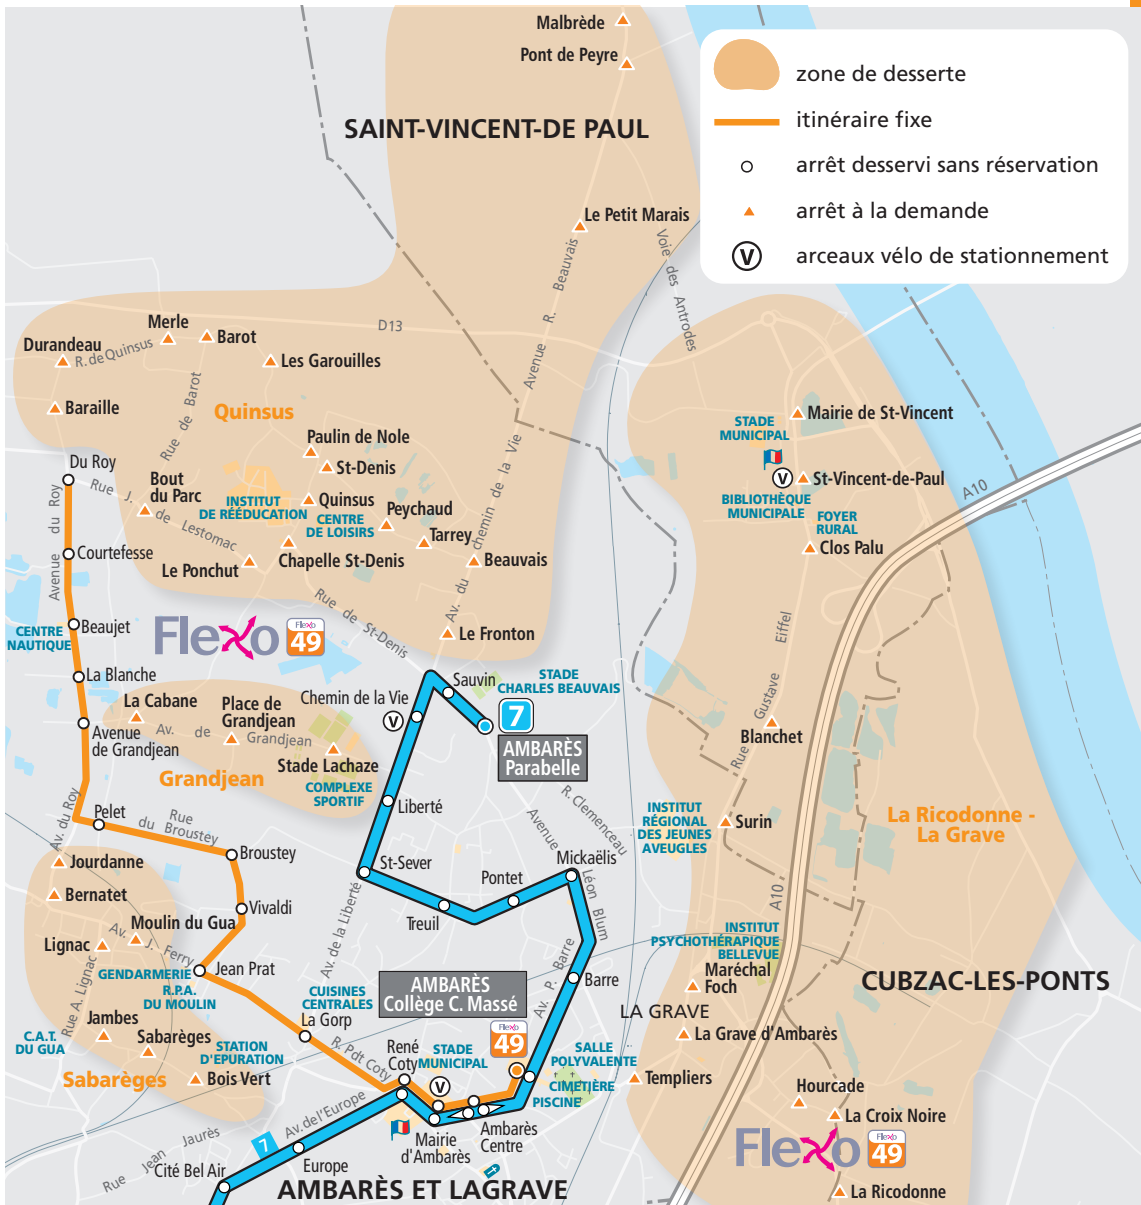 Malbrède
Pont de Peyre
SAINT-VINCENT-DE PAUL
zone de desserte
itinéraire fixe
arrêt desservi sans réservation
arrêt à la demande
V
arceaux vélo de stationnement
Le Petit Marais
Voie des Antrodes
Avenue R. Beauvais
D13
Merle
Barot
Durandeau
R. de Quinsus
Les Garouilles
Baraille
Rue de Barot
Quinsus
Mairie de St-Vincent
STADE
MUNICIPAL
Paulin de Nole
St-Denis
V
St-Vincent-de-Paul
BIBLIOTHÈQUE
MUNICIPALE
A10
FOYER
RURAL
Clos Palu
Du Roy
Bout
du Parc
Rue J. de Lestomac
INSTITUT
DE RÉÉDUCATION
Quinsus
CENTRE
DE LOISIRS
Peychaud
Tarrey
Av. du chemin de la Vie
Beauvais
Avenue du Roy
Courtefesse
Le Ponchut
Chapelle St-Denis
Rue de St-Denis
Le Fronton
CENTRE
NAUTIQUE
Beaujet
Flexo
Flexo
49
La Blanche
Sauvin
STADE
CHARLES BEAUVAIS
Chemin de la Vie
V
7
AMBARÈS
Parabelle
La Cabane
Place de
Grandjean
Av. de Grandjean
Avenue
de Grandjean
Stade Lachaze
Grandjean
COMPLEXE
SPORTIF
Rue Gustave Eiffel
Blanchet
Liberté
R. Clemenceau
Avenue Léon Blum
INSTITUT
RÉGIONAL
DES JEUNES
AVEUGLES
Surin
La Ricodonne -
La Grave
Av. du Roy
Pelet
Rue
du Broustey
Broustey
St-Sever
Mickaëlis
Jourdanne
Bernatet
Pontet
Treuil
Vivaldi
A10
Moulin du Gua
Av. J. Ferry
Lignac
Jean Prat
GENDARMERIE
R.P.A.
DU MOULIN
Av. de la Liberté
Av. P. Barre
Barre
INSTITUT
PSYCHOTHÉRAPIQUE
BELLEVUE
Maréchal
Foch
CUBZAC-LES-PONTS
AMBARÈS
Collège C. Massé
CUISINES
CENTRALES
LA GRAVE
La Grave d'Ambarès
Rue A. Lignac
Jambes
Sabarèges
C.A.T.
DU GUA
STATION
D'EPURATION
La Gorp
R. Pdt Coty
René
Coty
STADE
MUNICIPAL
V
Flexo
49
SALLE
POLYVALENTE
CIMETIÈRE
PISCINE
Templiers
Sabarèges
Bois Vert
Hourcade
La Croix Noire
Flexo
Flexo
49
La Ricodonne
Av. de l'Europe
7
Mairie
d'Ambarès
Ambarès
Centre
Rue Jean Jaurès
Cité Bel Air
Europe
AMBARÈS ET LAGRAVE